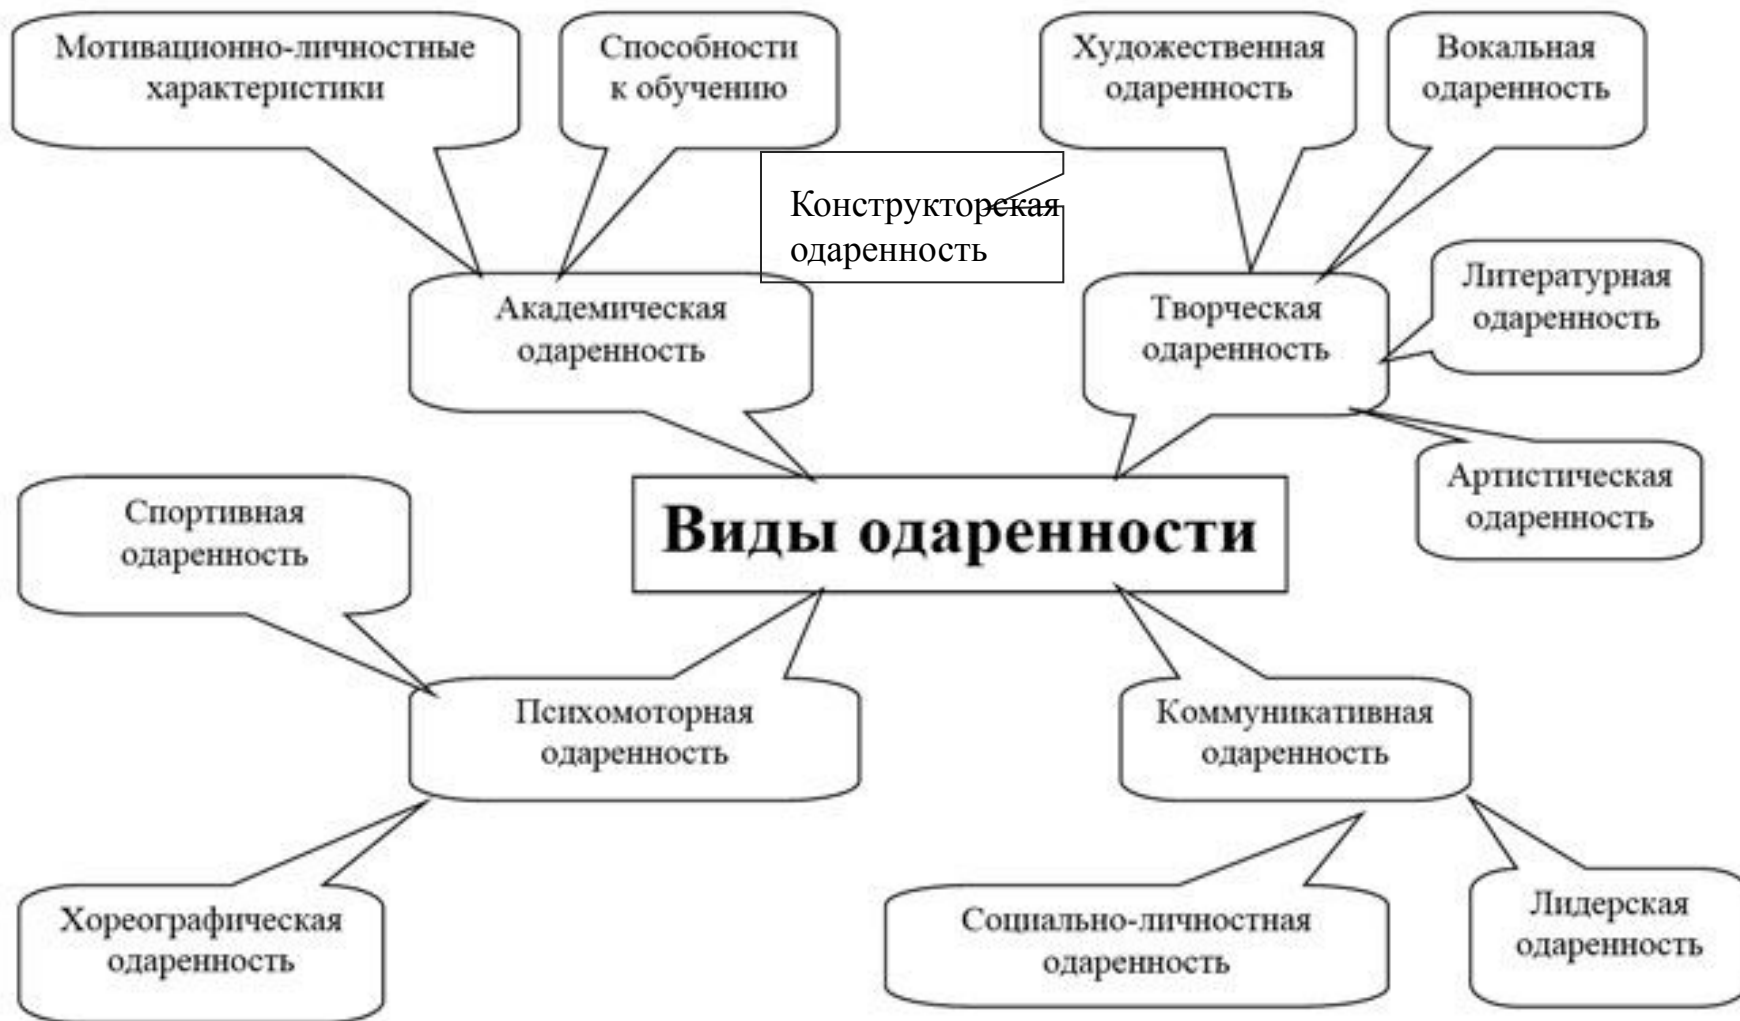 Мотивационно-личностные
характеристики
Способности
к обучению
Художественная
одаренность
Вокальная
одаренность
Конструкторская
одаренность
Академическая
одаренность
Творческая
одаренность
Литературная
одаренность
Артистическая
одаренность
Спортивная
одаренность
Виды одаренности
Психомоторная
одаренность
Коммуникативная
одаренность
Хореографическая
одаренность
Социально-личностная
одаренность
Лидерская
одаренность